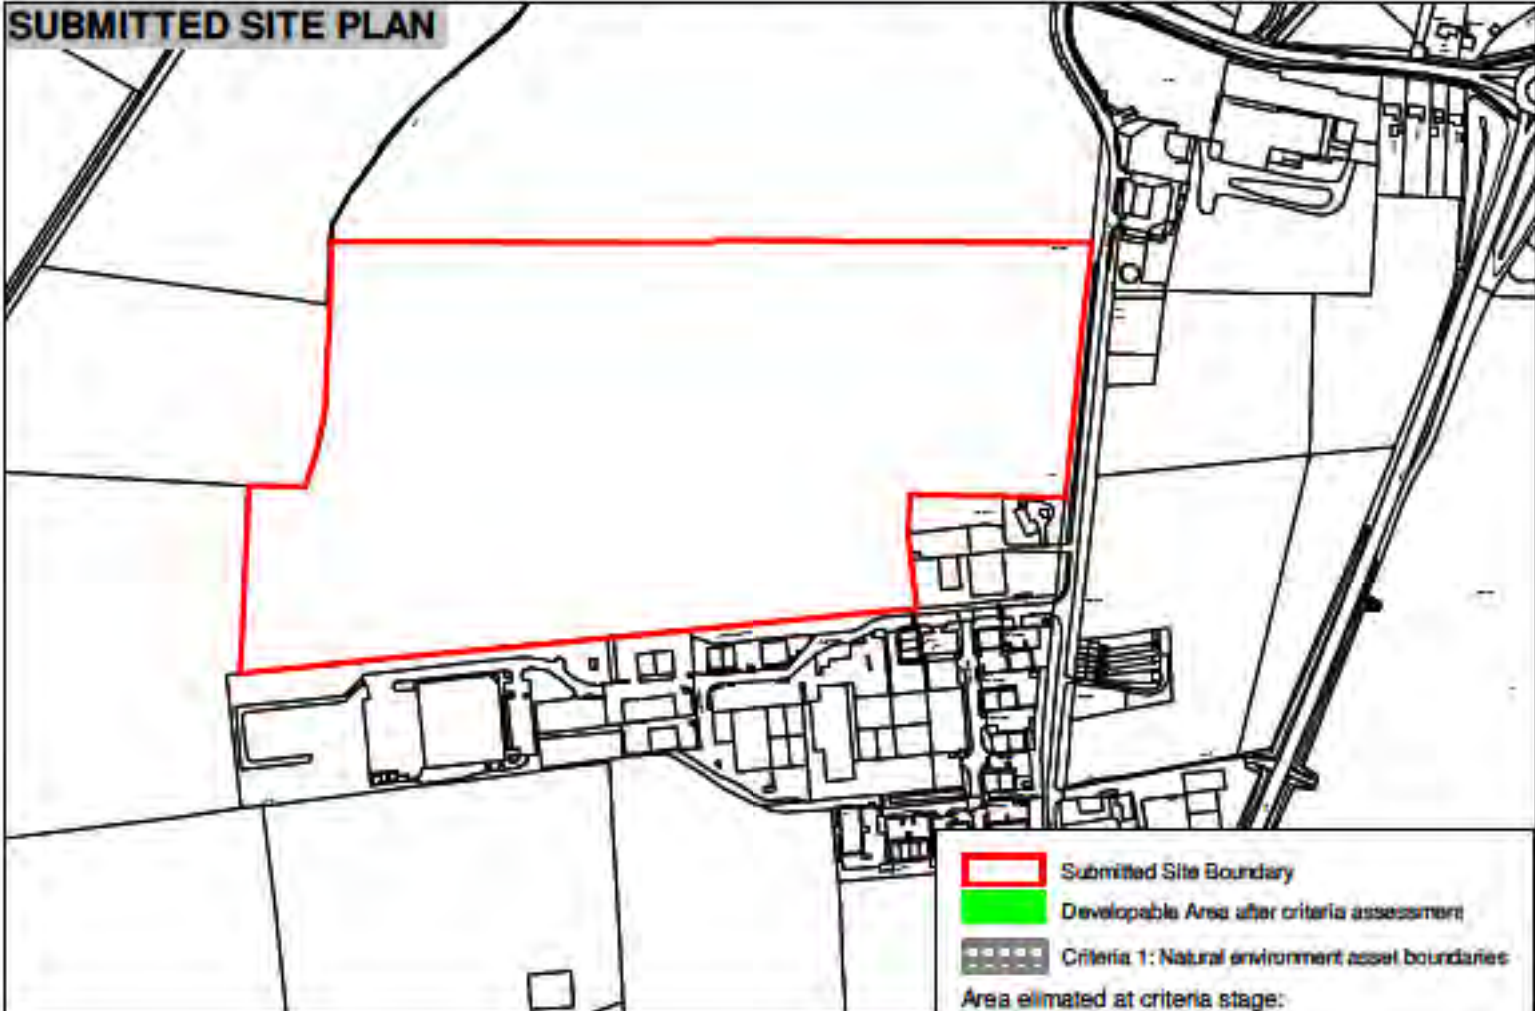 SUBMITTED SITE PLAN
Submitted Site Boundary
Developable Area after criteria assessment
Criteria 1: Natural environment asset boundaries
Area elimated at criteria stage: